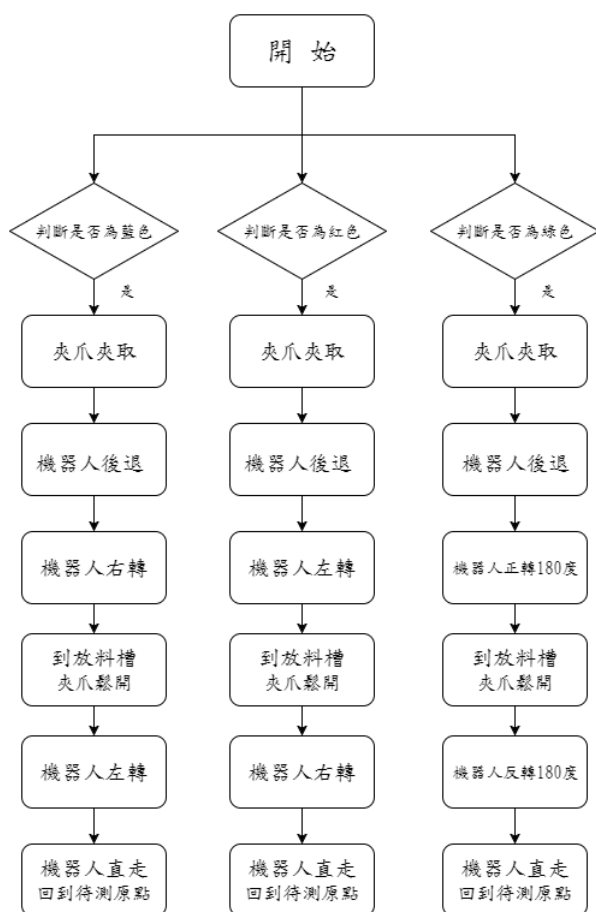 開 始
判斷是否為藍色
是
夾爪夾取
機器人後退
機器人右轉
到放料槽
夾爪鬆開
機器人左轉
機器人直走
回到待測原點
判斷是否為紅色
是
夾爪夾取
機器人後退
機器人左轉
到放料槽
夾爪鬆開
機器人右轉
機器人直走
回到待測原點
判斷是否為綠色
是
夾爪夾取
機器人後退
機器人正轉180度
到放料槽
夾爪鬆開
機器人反轉180度
機器人直走
回到待測原點